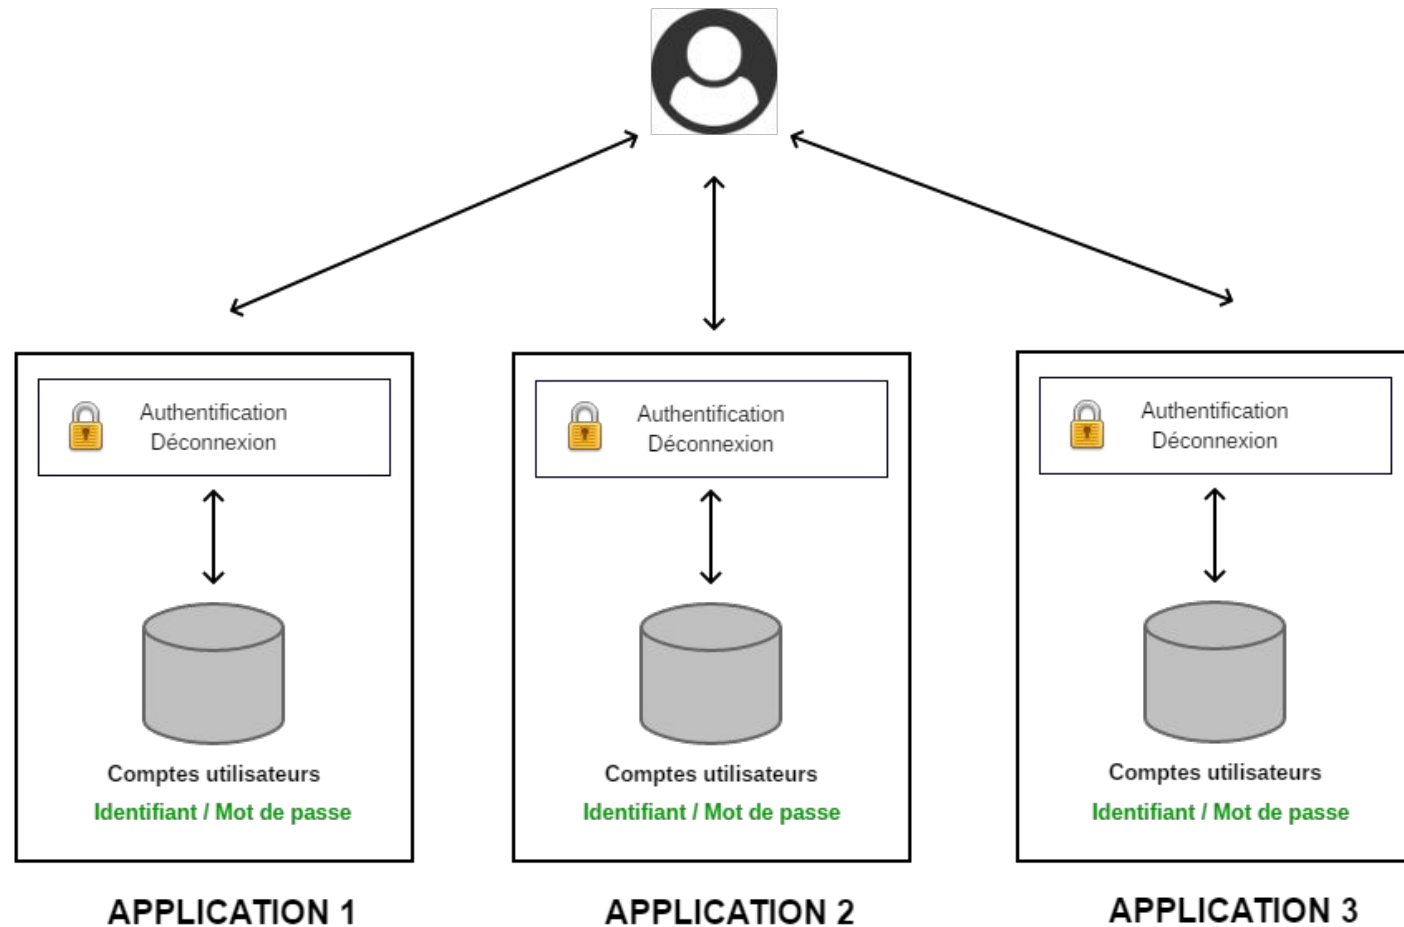 Authentification
Déconnexion
Comptes utilisateurs
Identifiant / Mot de passe
APPLICATION 1
Authentification
Déconnexion
Comptes utilisateurs
Identifiant / Mot de passe
APPLICATION 2
Authentification
Déconnexion
Comptes utilisateurs
Identifiant / Mot de passe
APPLICATION 3